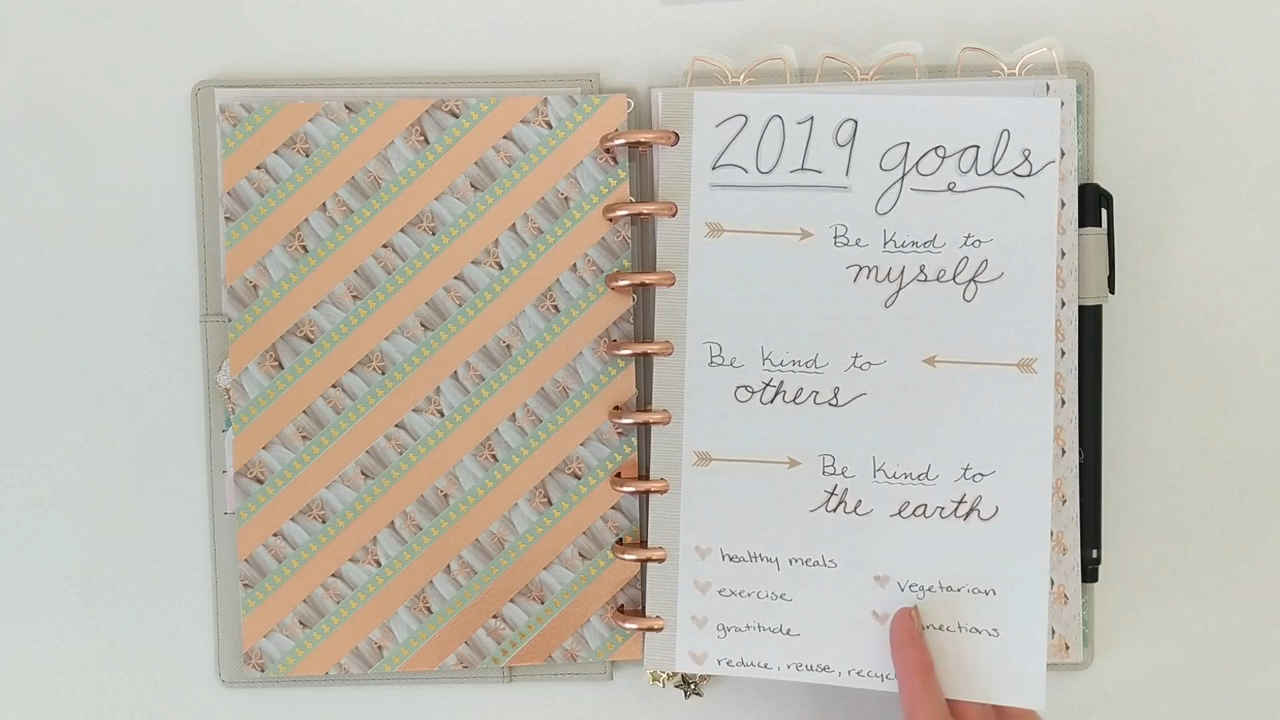 2019 goals
Be kind to
myself
Be kind to
others
Be kind to
the earth
healthy meals
exercise
gratitude
reduce, reuse,
vegetarian